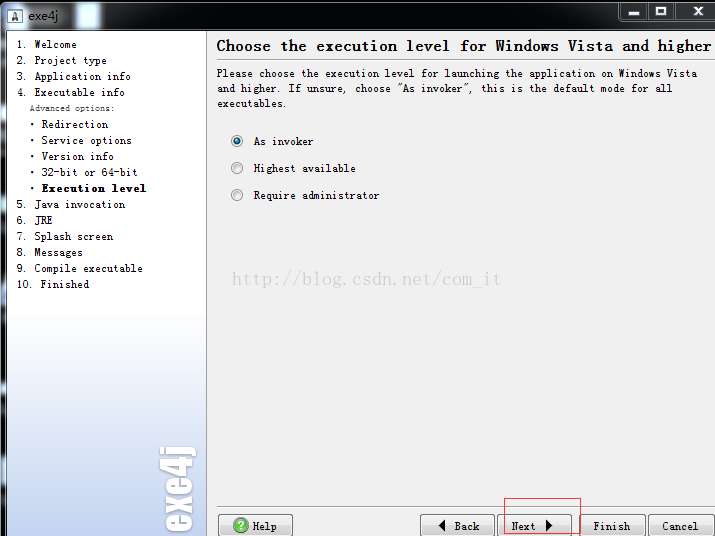 exe4j
1. Welcome
2. Project type
3. Application info
4. Executable info
Advanced options:
· Redirection
· Service options
· Version info
· 32-bit or 64-bit
· Execution level
5. Java invocation
6. JRE
7. Splash screen
8. Messages
9. Compile executable
10. Finished
exe4j
Choose the execution level for Windows Vista and higher
Please choose the execution level for launching the application on Windows Vista
and higher. If unsure, choose "As invoker", this is the default mode for all
executables.
As invoker
Highest available
Require administrator
http://blog.csdn.net/com_it
Help
Back
Next
Finish
Cancel